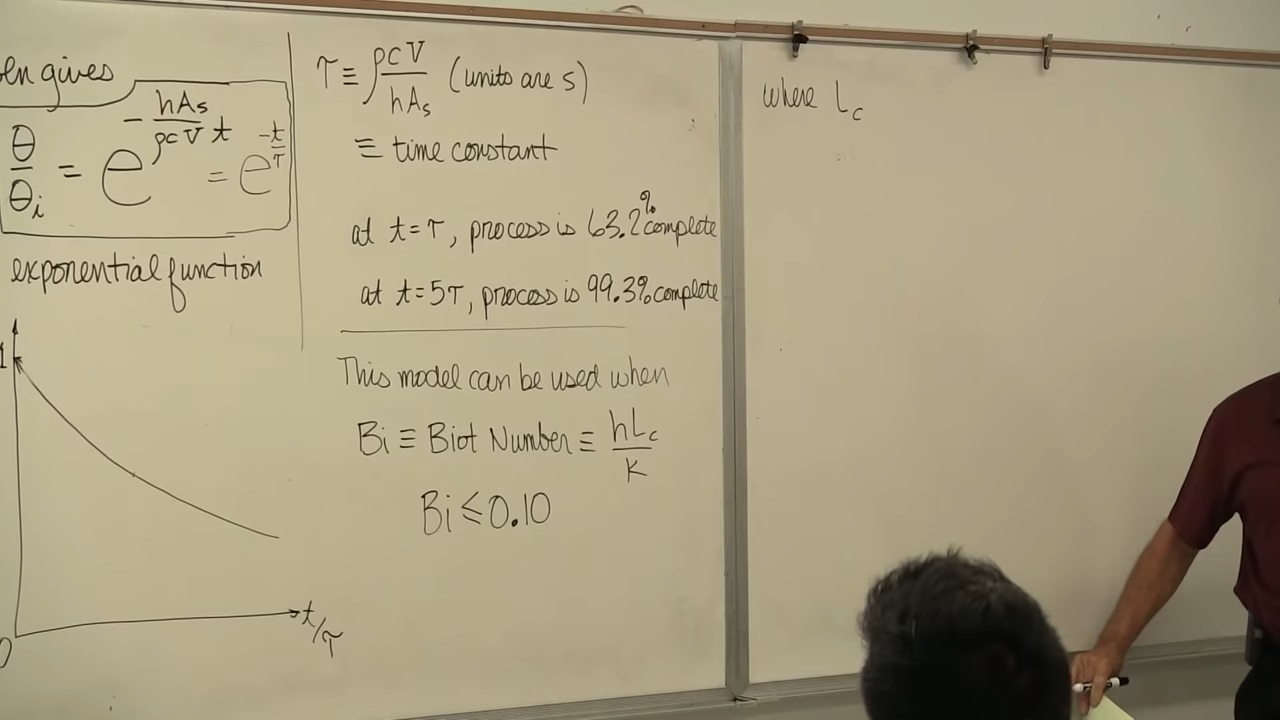 en gives
θ/θi = e^(-hAs/ρcV t) = e^(-t/τ)
exponential function
1
0
t/τ
τ ≡ ρcV/hAs (units are s)
≡ time constant
at t=τ, process is 63.2% complete
at t=5τ, process is 99.3% complete
This model can be used when
Bi ≡ Biot Number ≡ hLc/k
Bi ≤ 0.10
where Lc